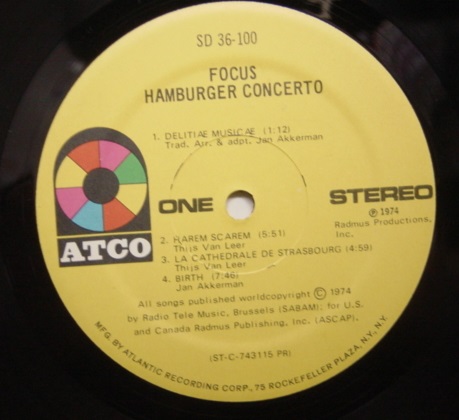 SD 36-100
FOCUS
HAMBURGER CONCERTO
1. DELITIAE MUSICAE (1:12)
Trad. Air. & adpt. Jan Akkerman
ONE
STEREO
℗ 1974
Radmus Productions,
Inc.
ATCO
2. HAREM SCAREM (5:51)
Thijs Van Leer
3. LA CATHEDRALE DE STRASBOURG (4:59)
Thijs Van Leer
4. BIRTH (7:46)
Jan Akkerman
All songs published worldcopyright © 1974
by Radio Tele Music, Brussels (SABAM); for U.S.
and Canada Radmus Publishing, Inc. (ASCAP).
(ST-C-743115 PR)
MFG. BY ATLANTIC RECORDING CORP., 75 ROCKEFELLER PLAZA, N.Y., N.Y.